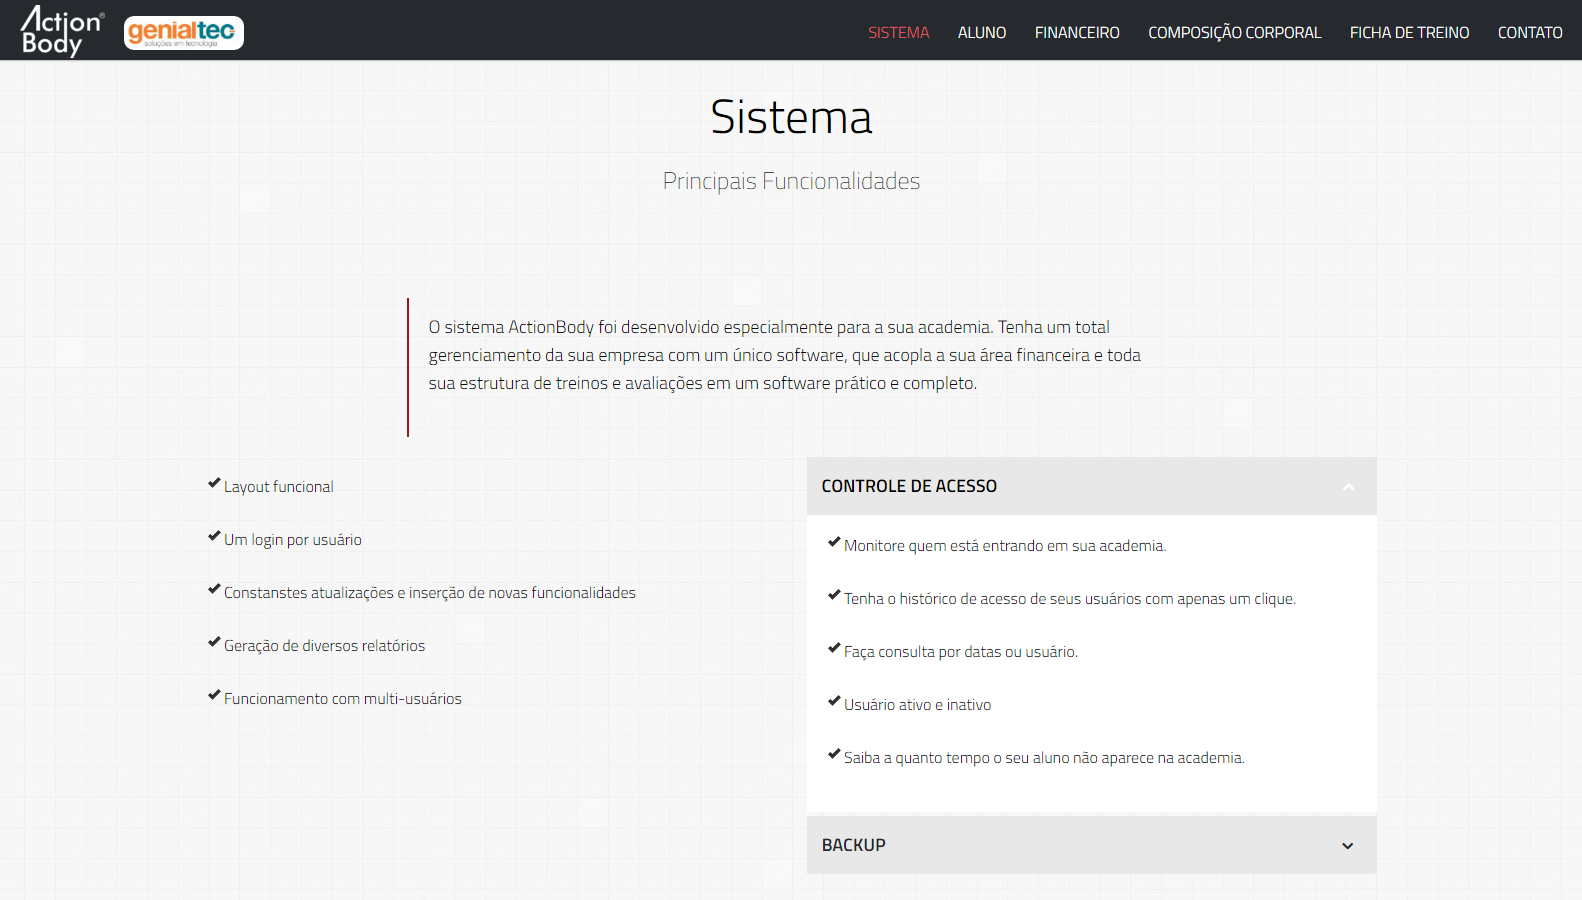 Action®
Body
genialtec
soluções em tecnologia
SISTEMA ALUNO FINANCEIRO COMPOSIÇÃO CORPORAL FICHA DE TREINO CONTATO
Sistema
Principais Funcionalidades
O sistema ActionBody foi desenvolvido especialmente para a sua academia. Tenha um total
gerenciamento da sua empresa com um único software, que acopla a sua área financeira e toda
sua estrutura de treinos e avaliações em um software prático e completo.
Layout funcional
Um login por usuário
Constanstes atualizações e inserção de novas funcionalidades
Geração de diversos relatórios
Funcionamento com multi-usuários
CONTROLE DE ACESSO
Monitore quem está entrando em sua academia.
Tenha o histórico de acesso de seus usuários com apenas um clique.
Faça consulta por datas ou usuário.
Usuário ativo e inativo
Saiba a quanto tempo o seu aluno não aparece na academia.
BACKUP